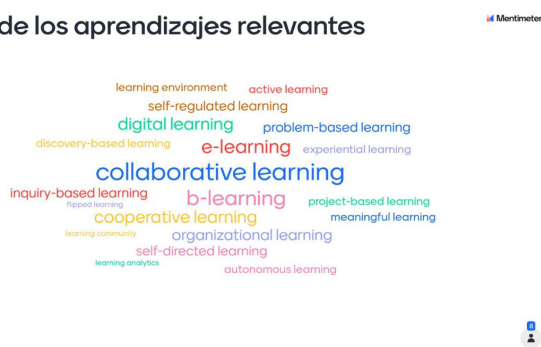 de los aprendizajes relevantes
Mentimeter
learning environment
active learning
self-regulated learning
digital learning
problem-based learning
discovery-based learning
e-learning
experiential learning
collaborative learning
inquiry-based learning
b-learning
project-based learning
flipped learning
cooperative learning
meaningful learning
learning community
organizational learning
self-directed learning
learning analytics
autonomous learning
8